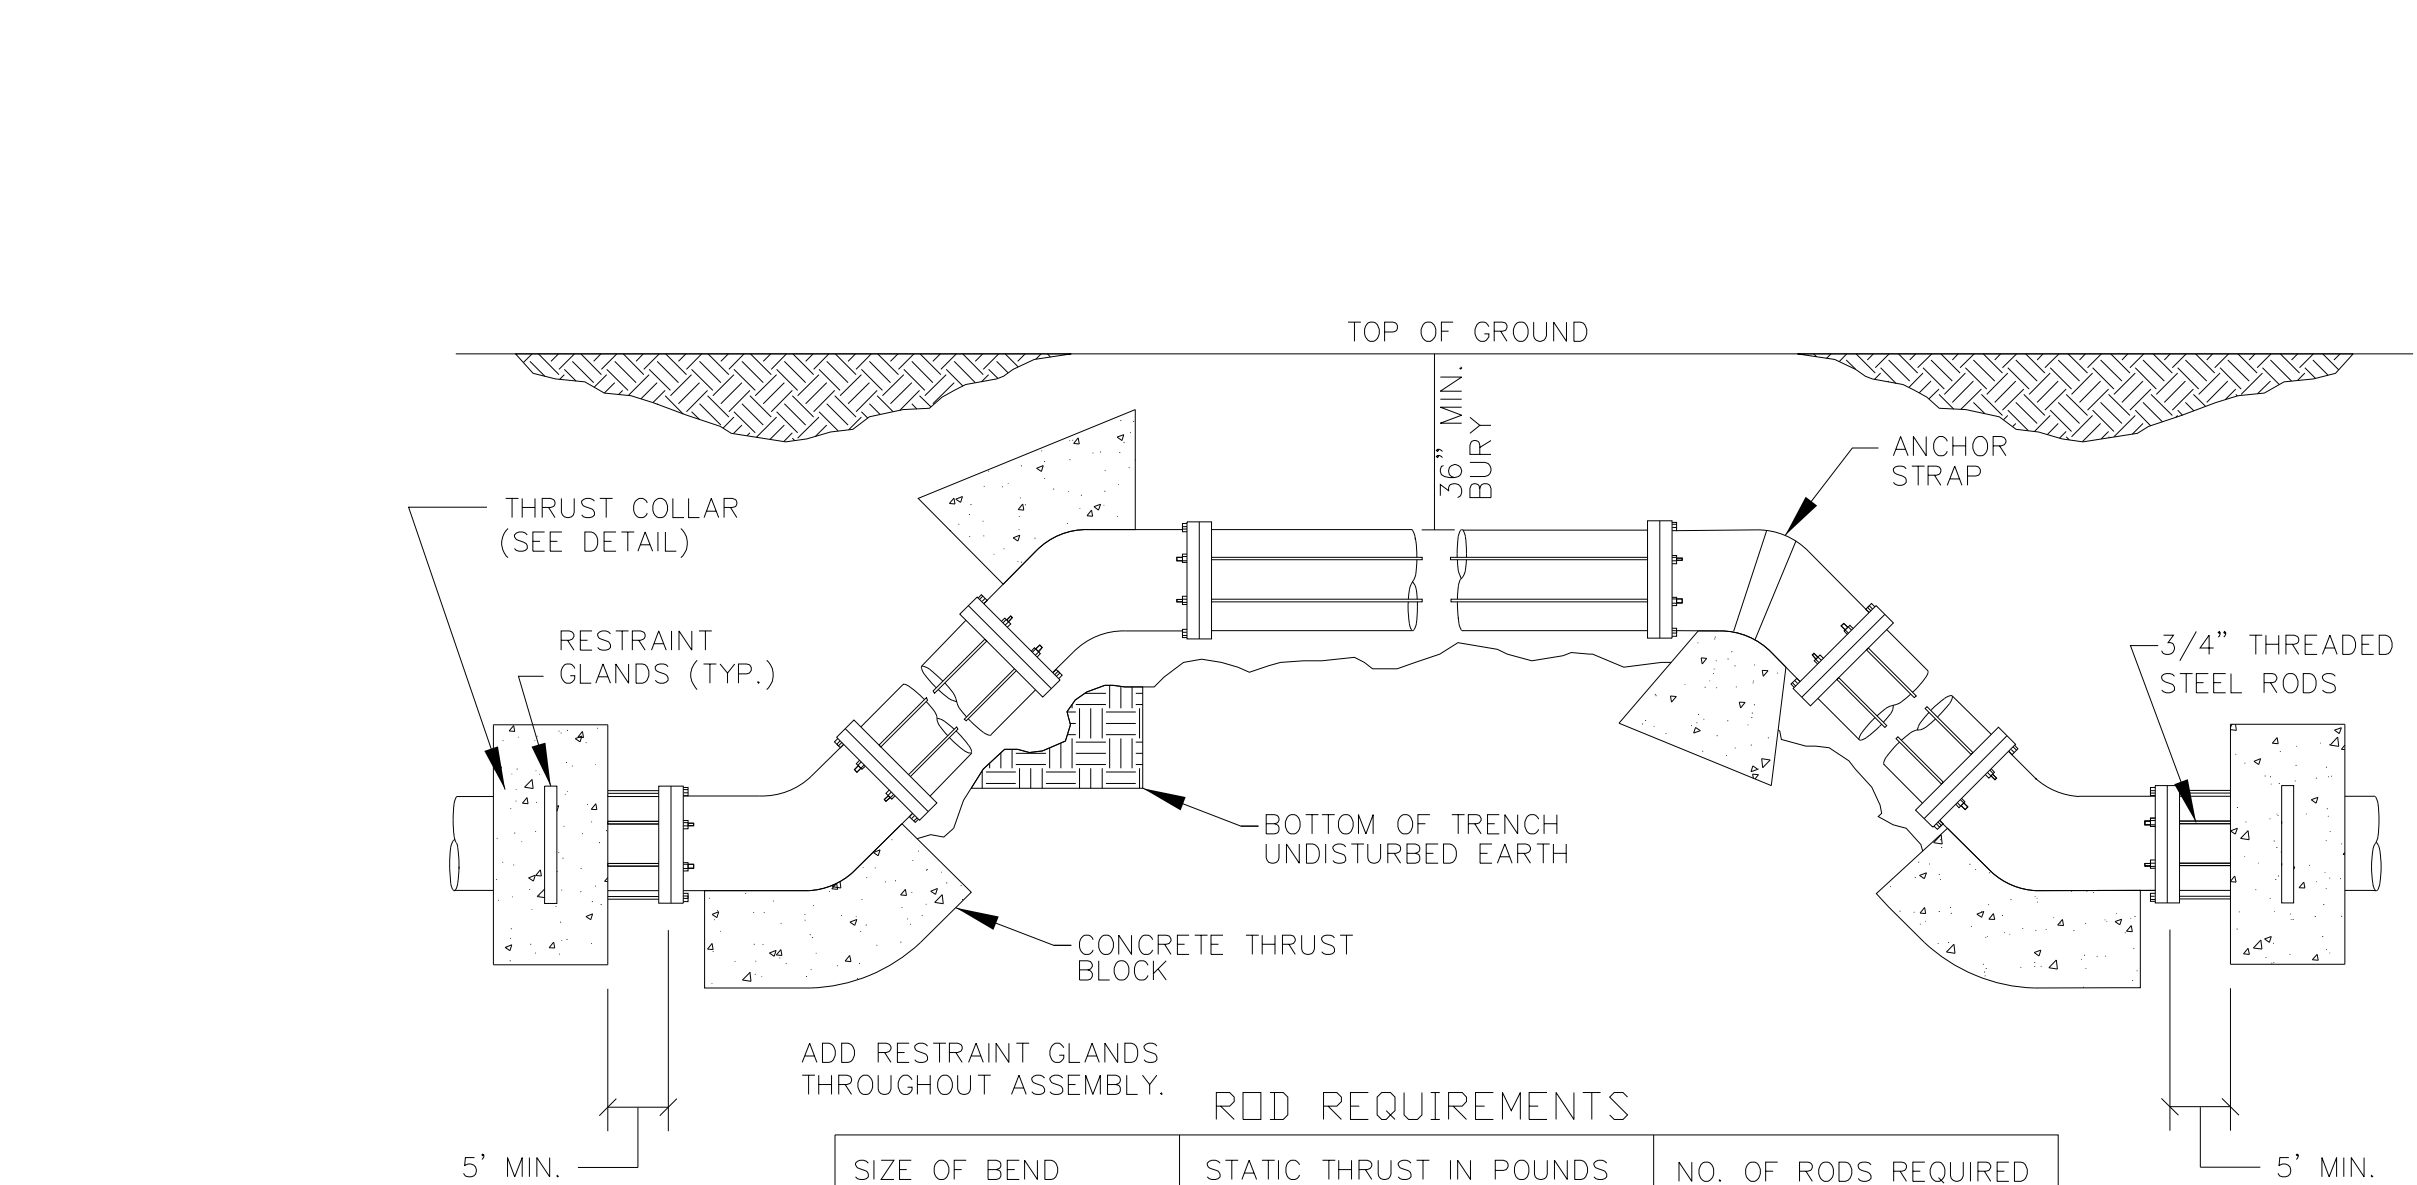 TOP OF GROUND
36” MIN.
BURY
ANCHOR
STRAP
THRUST COLLAR
(SEE DETAIL)
RESTRAINT
GLANDS (TYP.)
3/4” THREADED
STEEL RODS
BOTTOM OF TRENCH
UNDISTURBED EARTH
CONCRETE THRUST
BLOCK
ADD RESTRAINT GLANDS
THROUGHOUT ASSEMBLY.
5’ MIN.
5’ MIN.
ROD REQUIREMENTS
SIZE OF BEND
STATIC THRUST IN POUNDS
NO. OF RODS REQUIRED